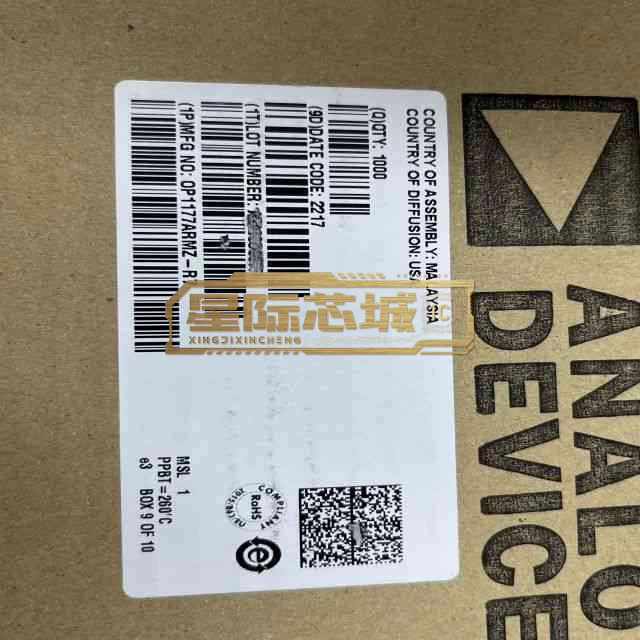 COUNTRY OF ASSEMBLY: MALAYSIA
COUNTRY OF DIFFUSION: USA
(Q)QTY: 1000
(9D)DATE CODE: 2217
(1T)LOT NUMBER:
(1P)MFG NO: OP1177ARMZ-R
MSL 1
PPBT = 260°C
e3 BOX 9 OF 10
COMPLIANT
RoHS
e
ANALO
DEVICE
星际芯城
XINGJIXINCHENG